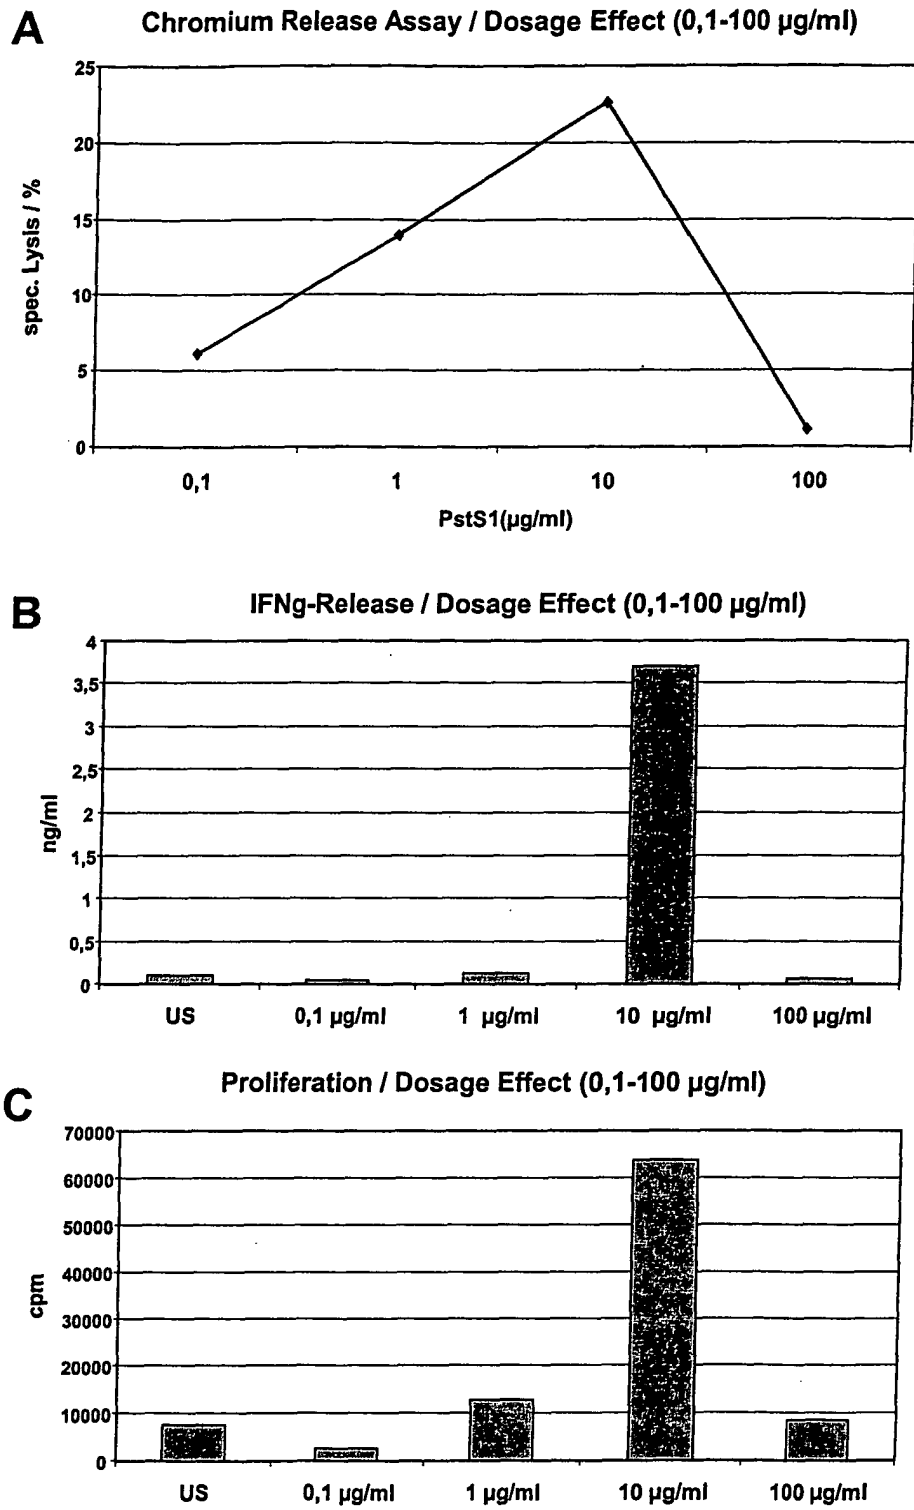 A
Chromium Release Assay / Dosage Effect (0,1-100 µg/ml)
25
20
15
10
5
0
spec. Lysis / %
0,1 1 10 100
PstS1(µg/ml)
B
IFNg-Release / Dosage Effect (0,1-100 µg/ml)
4
3,5
3
2,5
2
1,5
1
0,5
0
ng/ml
US 0,1 µg/ml 1 µg/ml 10 µg/ml 100 µg/ml
C
Proliferation / Dosage Effect (0,1-100 µg/ml)
70000
60000
50000
40000
30000
20000
10000
0
cpm
US 0,1 µg/ml 1 µg/ml 10 µg/ml 100 µg/ml